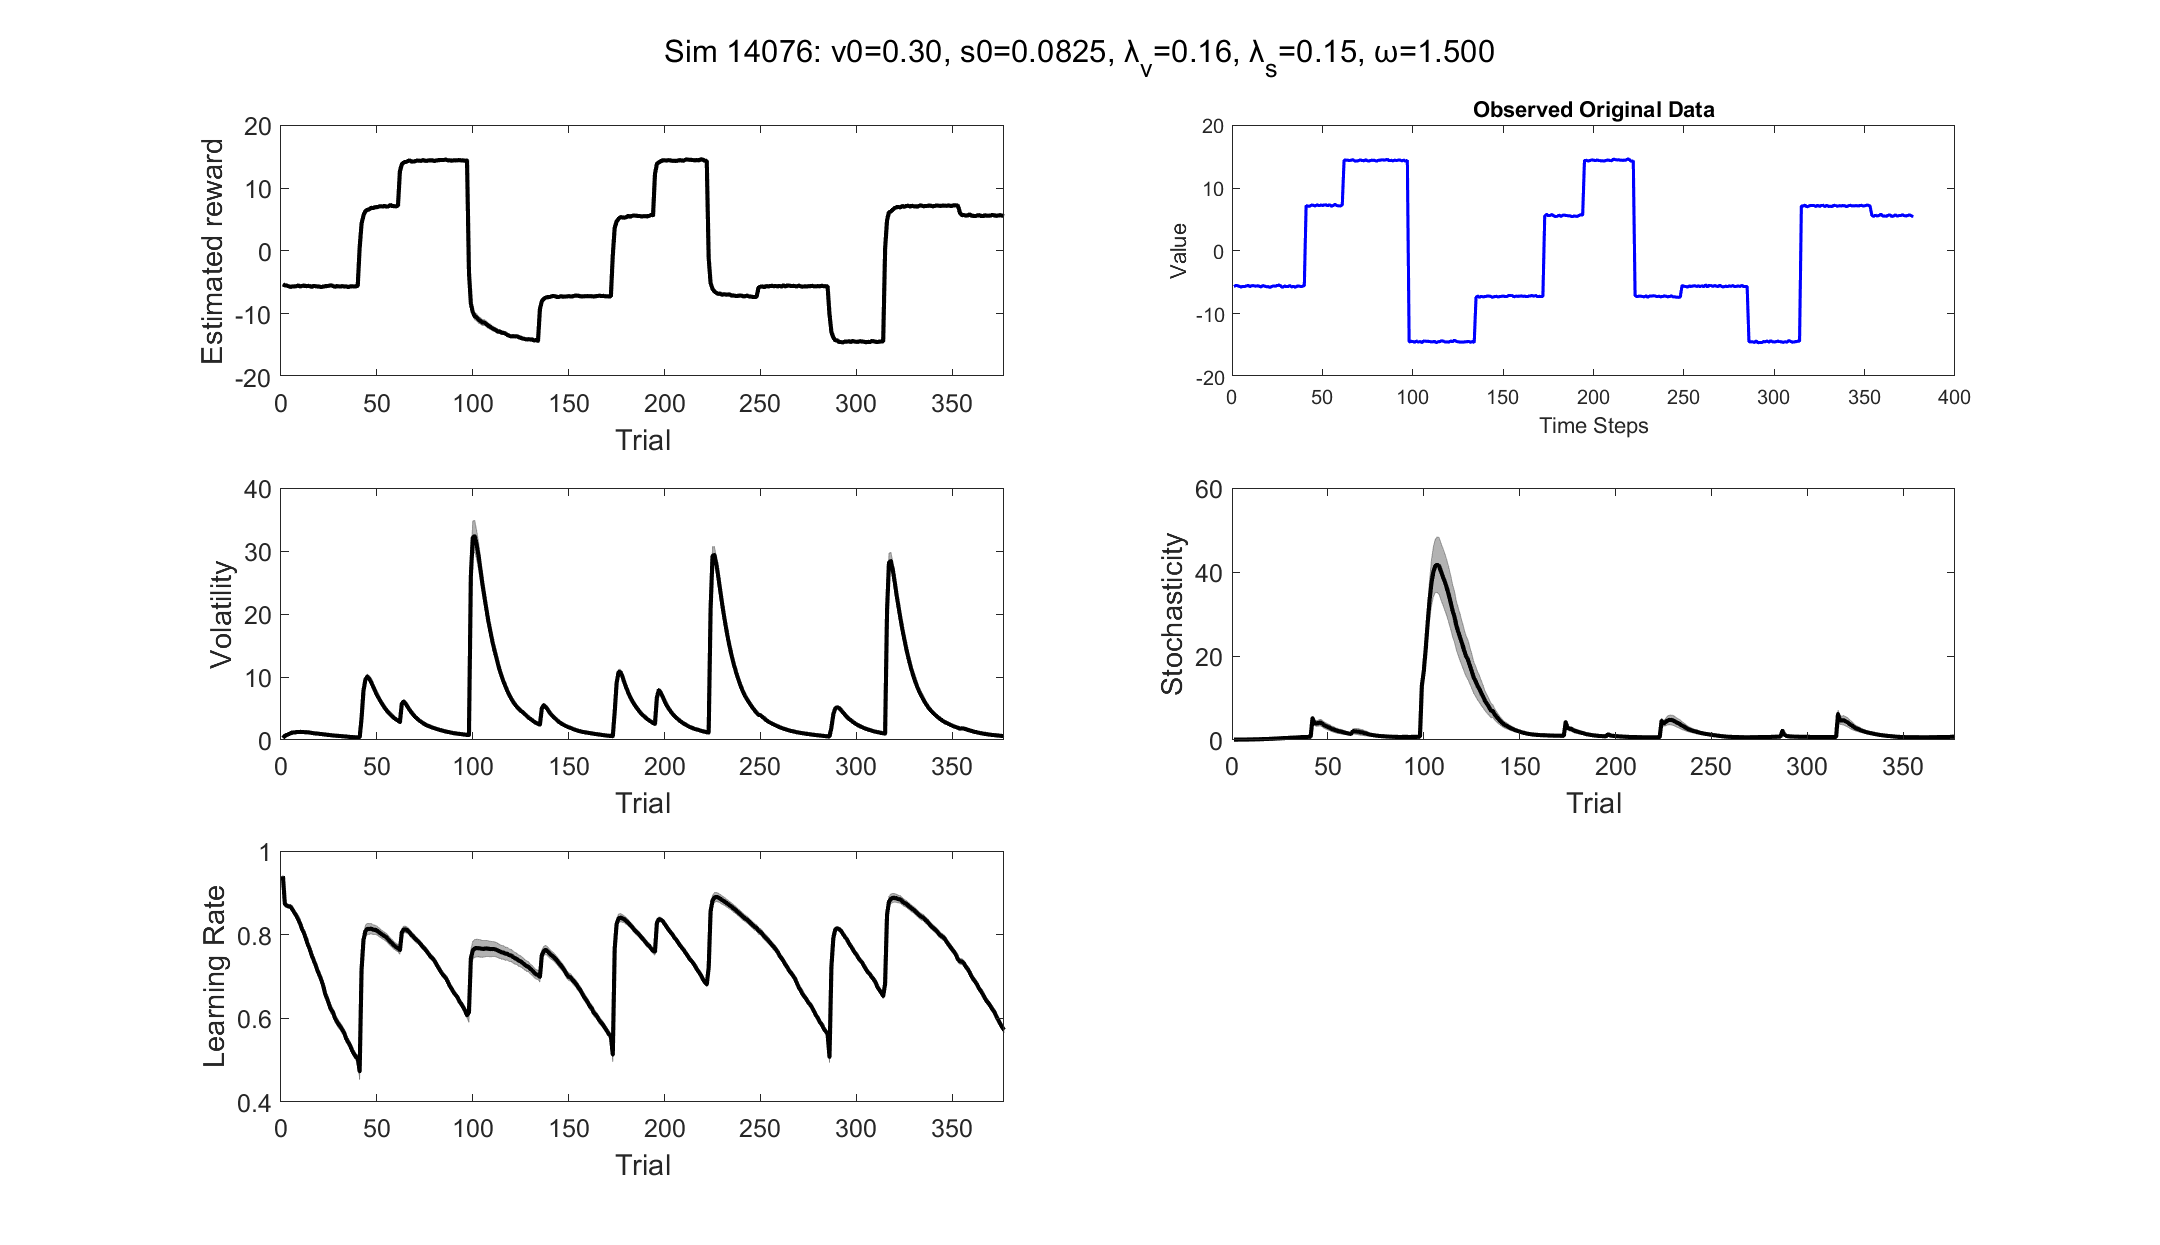 Sim 14076: v0=0.30, s0=0.0825, λv=0.16, λs=0.15, ω=1.500
20
10
0
-10
-20
Estimated reward
0 50 100 150 200 250 300 350
Trial
Observed Original Data
20
10
0
-10
-20
Value
0 50 100 150 200 250 300 350 400
Time Steps
40
30
20
10
0
Volatility
0 50 100 150 200 250 300 350
Trial
60
40
20
0
Stochasticity
0 50 100 150 200 250 300 350
Trial
1
0.8
0.6
0.4
Learning Rate
0 50 100 150 200 250 300 350
Trial